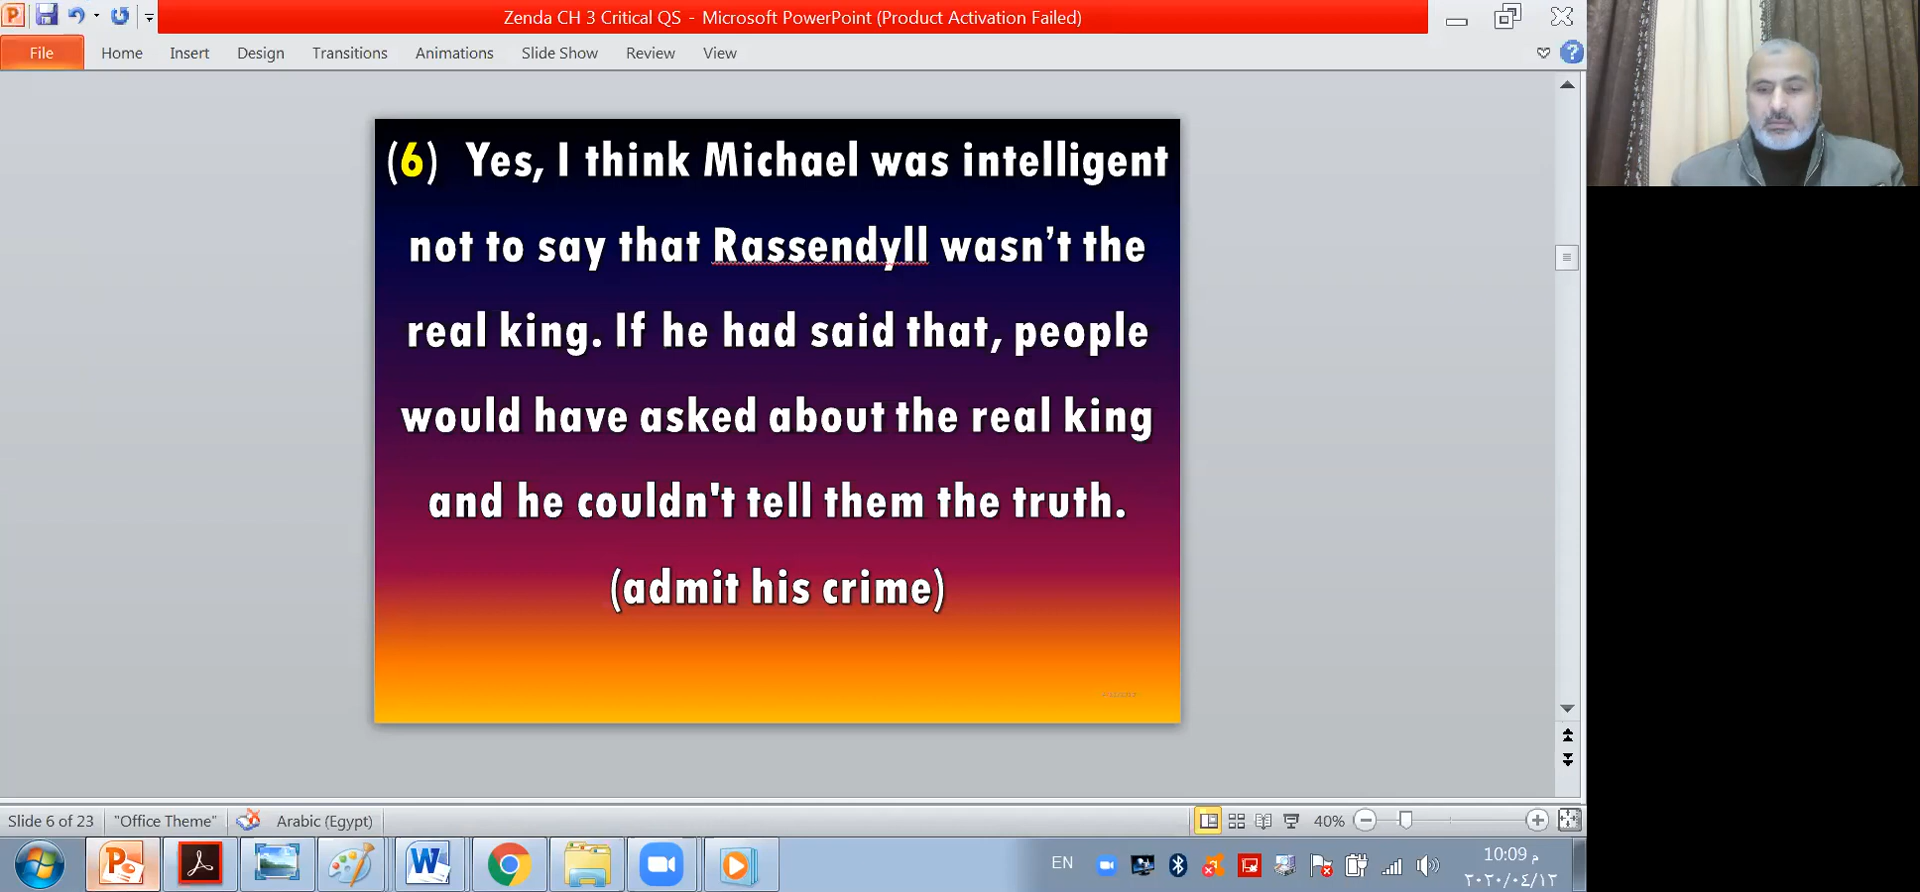 Zenda CH 3 Critical QS - Microsoft PowerPoint (Product Activation Failed)
File Home Insert Design Transitions Animations Slide Show Review View
(6) Yes, I think Michael was intelligent
not to say that Rassendyll wasn’t the
real king. If he had said that, people
would have asked about the real king
and he couldn't tell them the truth.
(admit his crime)
Slide 6 of 23 "Office Theme" Arabic (Egypt) 40%
EN
10:09 م
٢٠٢٠/٠٤/١٢